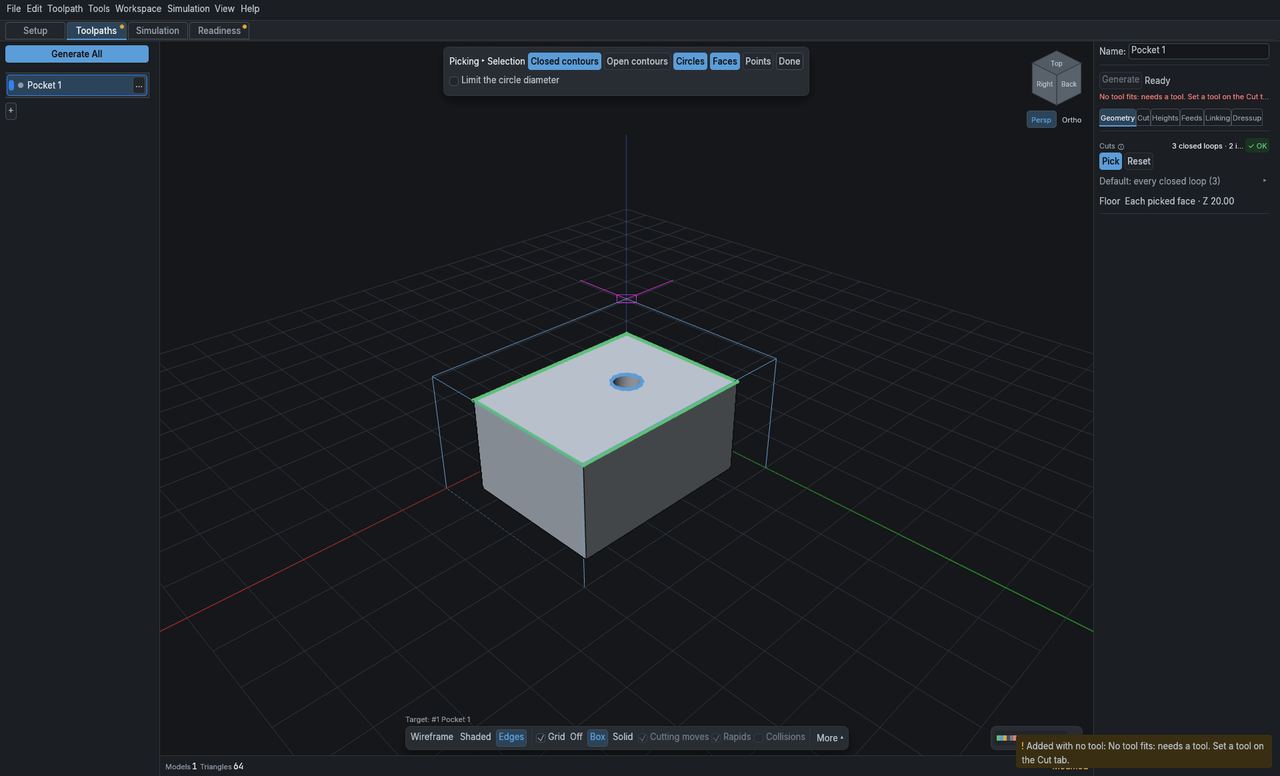 File Edit Toolpath Tools Workspace Simulation View Help
Setup Toolpaths Simulation Readiness
Generate All
Pocket 1 ...
+
Picking ▸ Selection Closed contours Open contours Circles Faces Points Done
Limit the circle diameter
Top
Right Back
Persp Ortho
Name: Pocket 1
Generate Ready
No tool fits: needs a tool. Set a tool on the Cut t...
Geometry Cut Heights Feeds Linking Dressup
Cuts 3 closed loops · 2 i... ✓ OK
Pick Reset
Default: every closed loop (3)
Floor Each picked face · Z 20.00
Target: #1 Pocket 1
Wireframe Shaded Edges Grid Off Box Solid Cutting moves Rapids Collisions More
! Added with no tool: No tool fits: needs a tool. Set a tool on
the Cut tab.
Models 1 Triangles 64